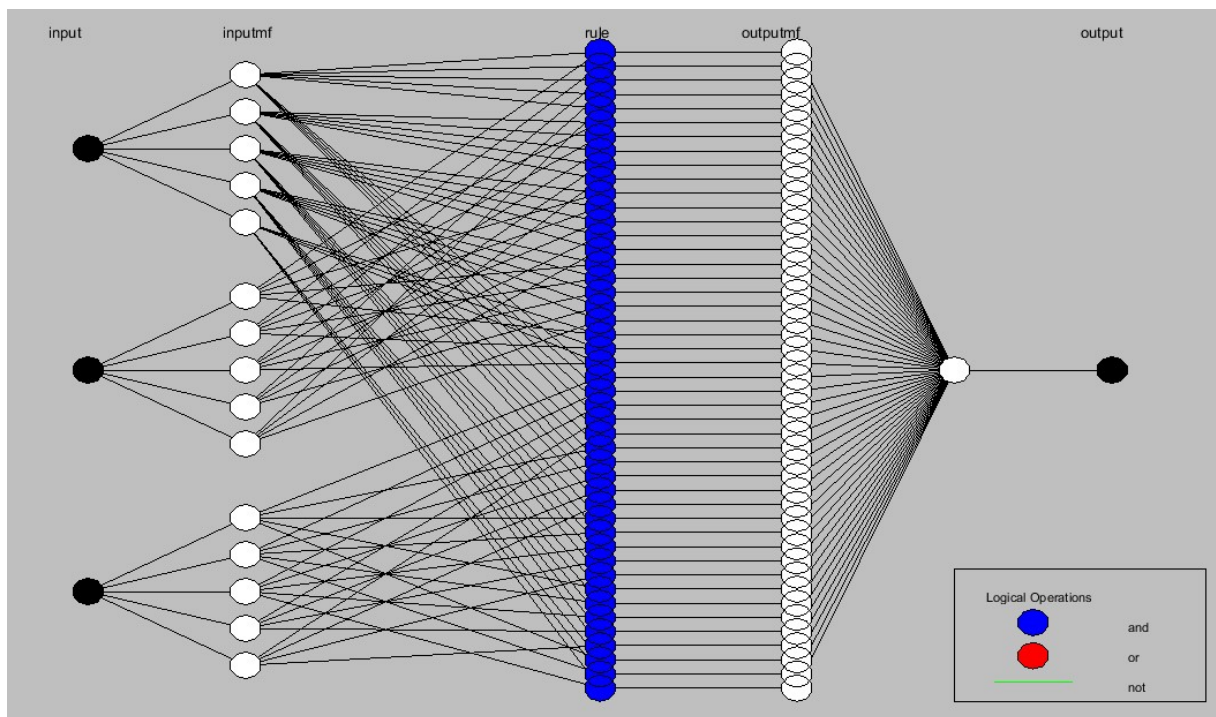 input inputmf rule outputmf output
Logical Operations
and
or
not